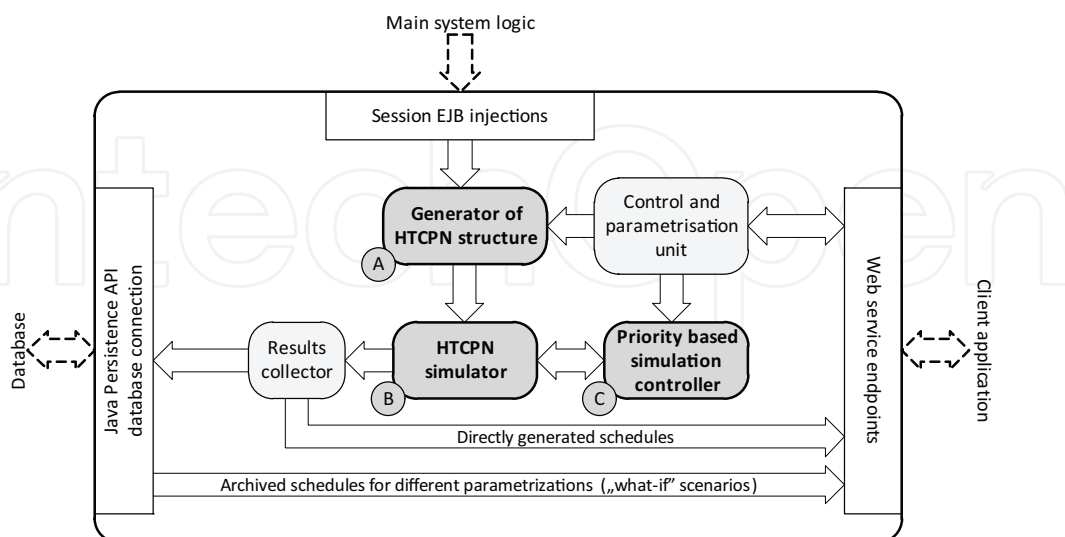 Main system logic
Session EJB injections
Generator of
HTCPN structure
A
Control and
parametrisation
unit
Java Persistence API
database connection
Database
Web service endpoints
Client application
Results
collector
HTCPN
simulator
B
Priority based
simulation
controller
C
Directly generated schedules
Archived schedules for different parametrizations („what-if” scenarios)
ntechOpen